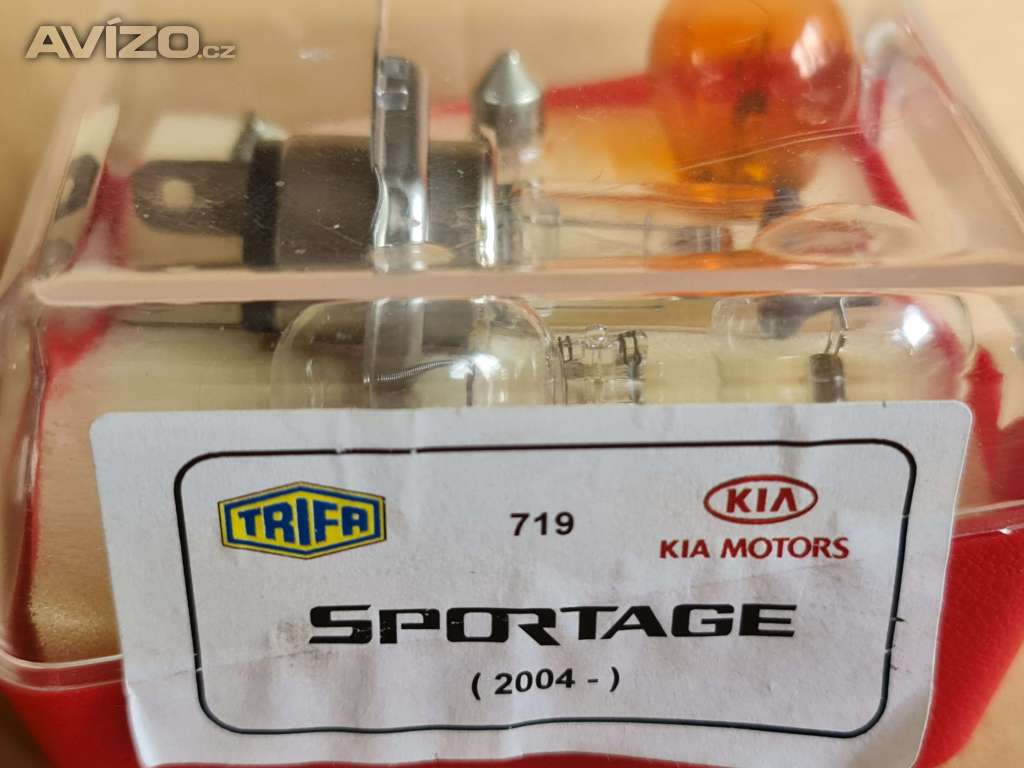 AVÍZO.cz
TRIFA
719
KIA
KIA MOTORS
SPORTAGE
( 2004 - )